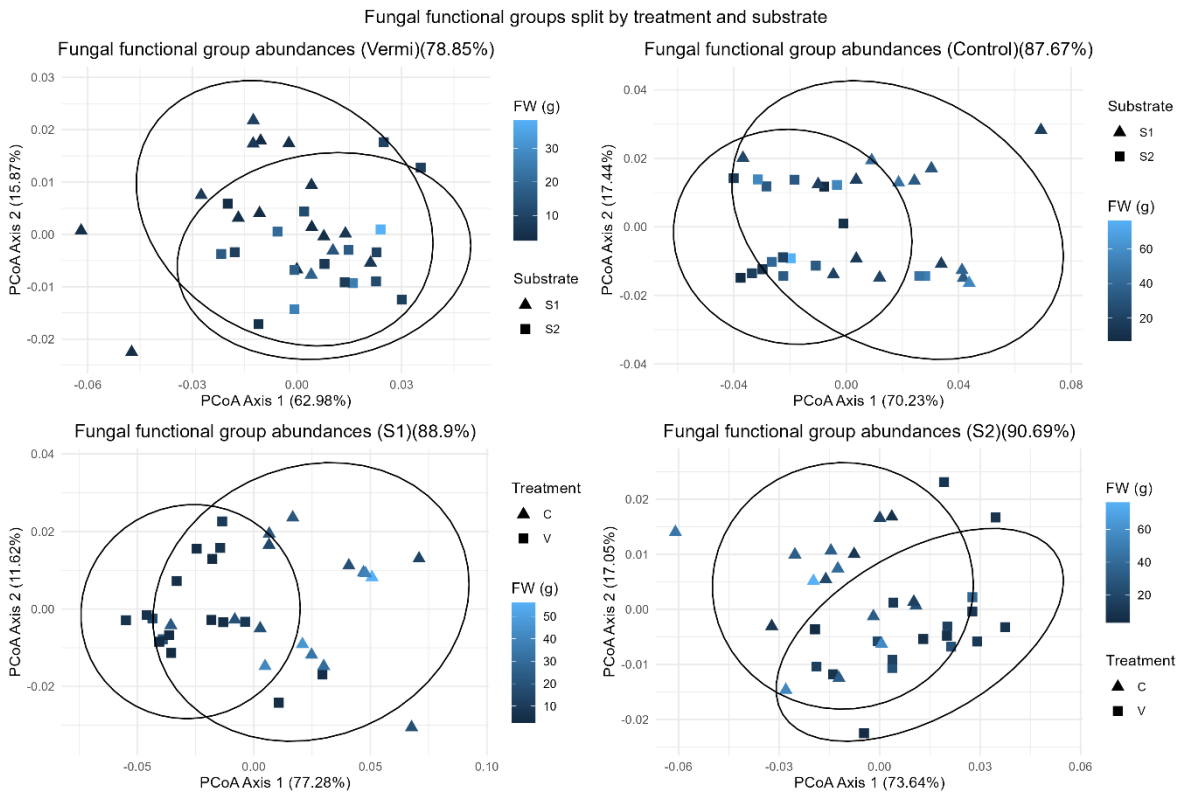 Fungal functional groups split by treatment and substrate
Fungal functional group abundances (Vermi)(78.85%)
0.03
0.02
0.01
0.00
-0.01
-0.02
PCoA Axis 2 (15.87%)
-0.06
-0.03
0.00
0.03
PCoA Axis 1 (62.98%)
FW (g)
30
20
10
Substrate
S1
S2
Fungal functional group abundances (Control)(87.67%)
0.04
0.02
0.00
-0.02
-0.04
PCoA Axis 2 (17.44%)
-0.04
0.00
0.04
0.08
PCoA Axis 1 (70.23%)
Substrate
S1
S2
FW (g)
60
40
20
Fungal functional group abundances (S1)(88.9%)
0.04
0.02
0.00
-0.02
PCoA Axis 2 (11.62%)
-0.05
0.00
0.05
0.10
PCoA Axis 1 (77.28%)
Treatment
C
V
FW (g)
50
40
30
20
10
Fungal functional group abundances (S2)(90.69%)
0.02
0.01
0.00
-0.01
-0.02
PCoA Axis 2 (17.05%)
-0.06
-0.03
0.00
0.03
0.06
PCoA Axis 1 (73.64%)
FW (g)
60
40
20
Treatment
C
V